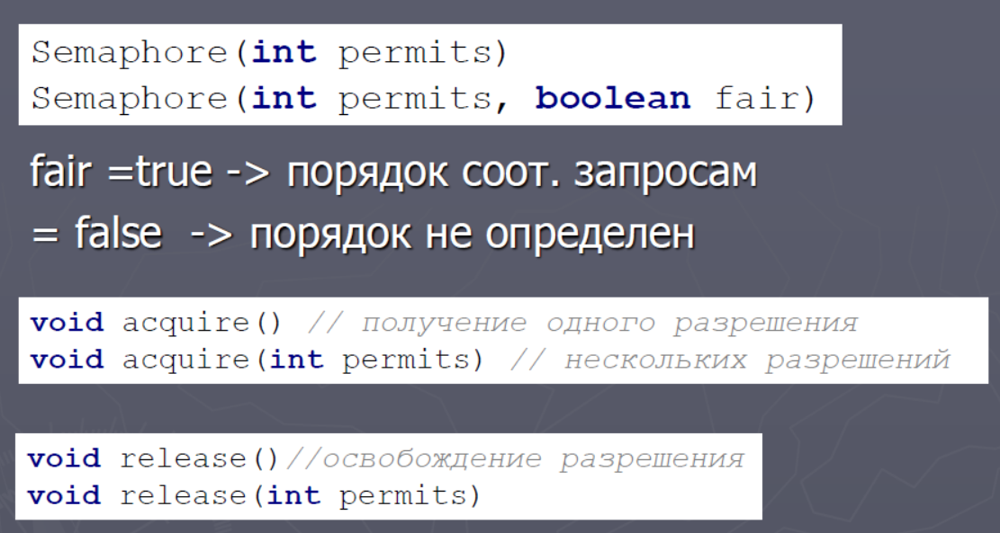 Semaphore(int permits)
Semaphore(int permits, boolean fair)
fair =true -> порядок соот. запросам
= false -> порядок не определен
void acquire() // получение одного разрешения
void acquire(int permits) // нескольких разрешений
void release()//освобождение разрешения
void release(int permits)